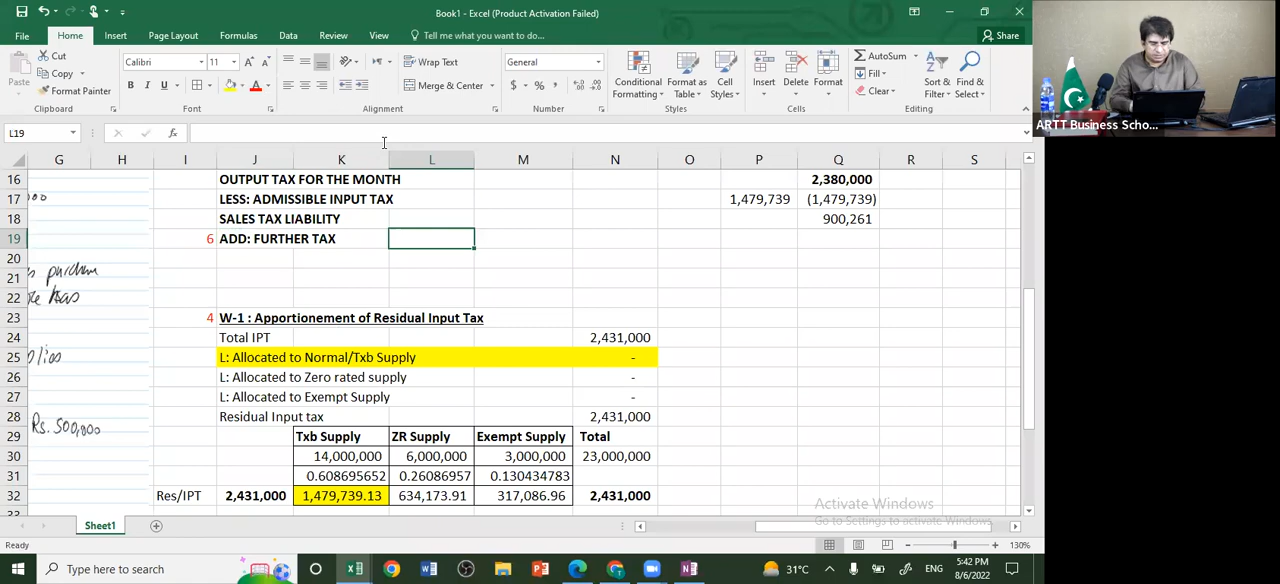 Book1 - Excel (Product Activation Failed)
File Home Insert Page Layout Formulas Data Review View Tell me what you want to do... Share
Paste Cut Copy Format Painter Clipboard
Calibri 11 A A B I U A Font
Wrap Text Merge & Center Alignment
General $ % , Number
Conditional Formatting Format as Table Cell Styles Styles
Insert Delete Format Cells
AutoSum Fill Clear Sort & Filter Find & Select Editing
ARTT Business Scho...
L19 fx
G H I J K L M N O P Q R S
16 OUTPUT TAX FOR THE MONTH 2,380,000
17 LESS: ADMISSIBLE INPUT TAX 1,479,739 (1,479,739)
18 SALES TAX LIABILITY 900,261
19 6 ADD: FURTHER TAX
20
21 purchase
22
23 4 W-1 : Apportionement of Residual Input Tax
24 Total IPT 2,431,000
25 L: Allocated to Normal/Txb Supply -
26 L: Allocated to Zero rated supply -
27 L: Allocated to Exempt Supply -
28 Residual Input tax 2,431,000
Rs. 500,000
29 Txb Supply ZR Supply Exempt Supply Total
30 14,000,000 6,000,000 3,000,000 23,000,000
31 0.608695652 0.26086957 0.130434783
32 Res/IPT 2,431,000 1,479,739.13 634,173.91 317,086.96 2,431,000
Activate Windows
Go to Settings to activate Windows.
Sheet1
Ready 130%
Type here to search 31°C ENG 5:42 PM
8/6/2022